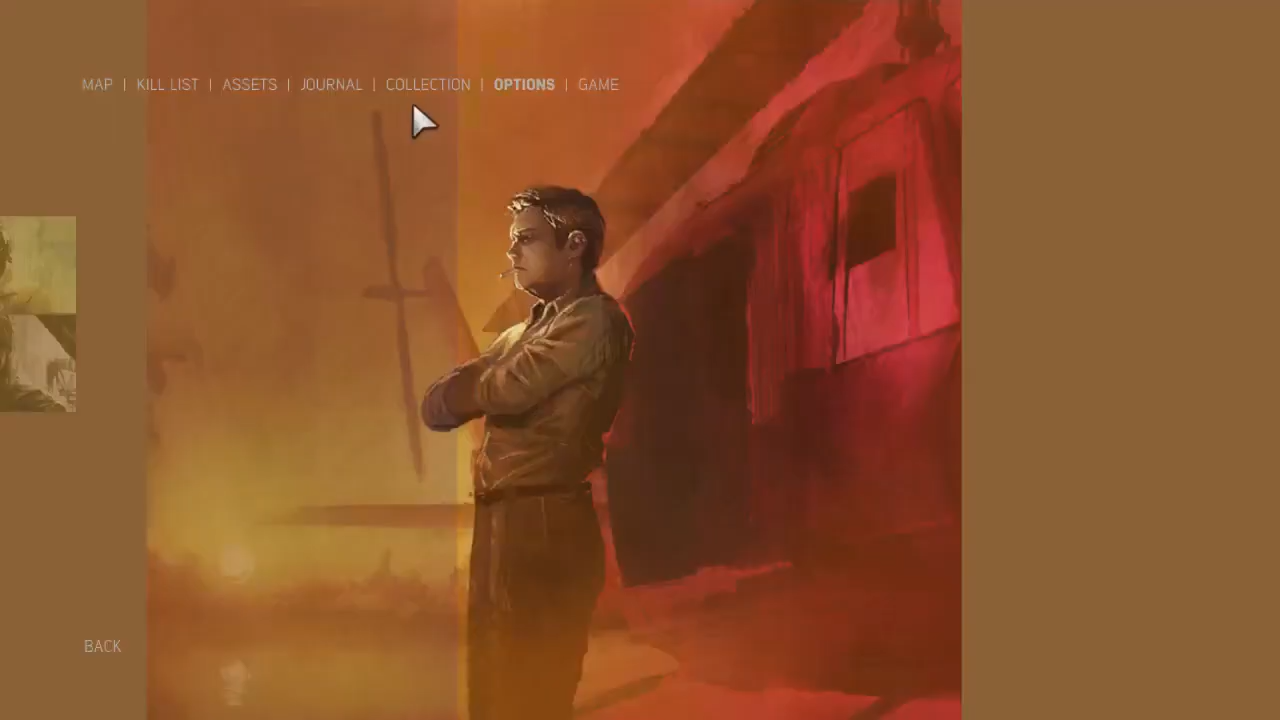 MAP | KILL LIST | ASSETS | JOURNAL | COLLECTION | OPTIONS | GAME
BACK